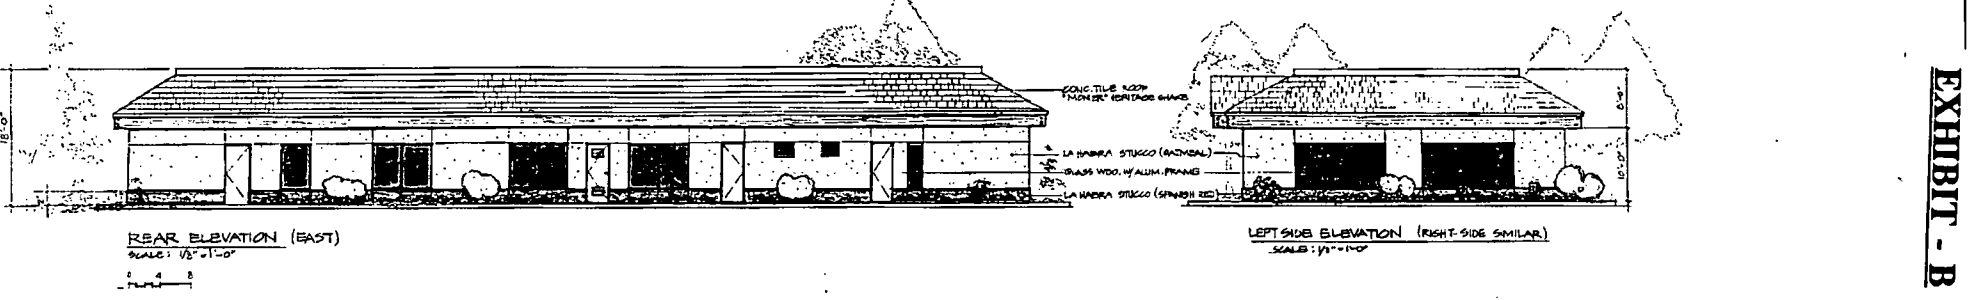 18'-0"
CONC. TILE ROOF
"MONIER" HERITAGE SHAKE
LA HABRA STUCCO (OATMEAL)
GLASS WDO. W/ ALUM. FRAME
LA HABRA STUCCO (SPANISH RED)
REAR ELEVATION (EAST)
SCALE: 1/8"=1'-0"
0 4 8
8'-0"
10'-0"
LEFT SIDE ELEVATION (RIGHT-SIDE SIMILAR)
SCALE: 1/8"=1'-0"
EXHIBIT - B